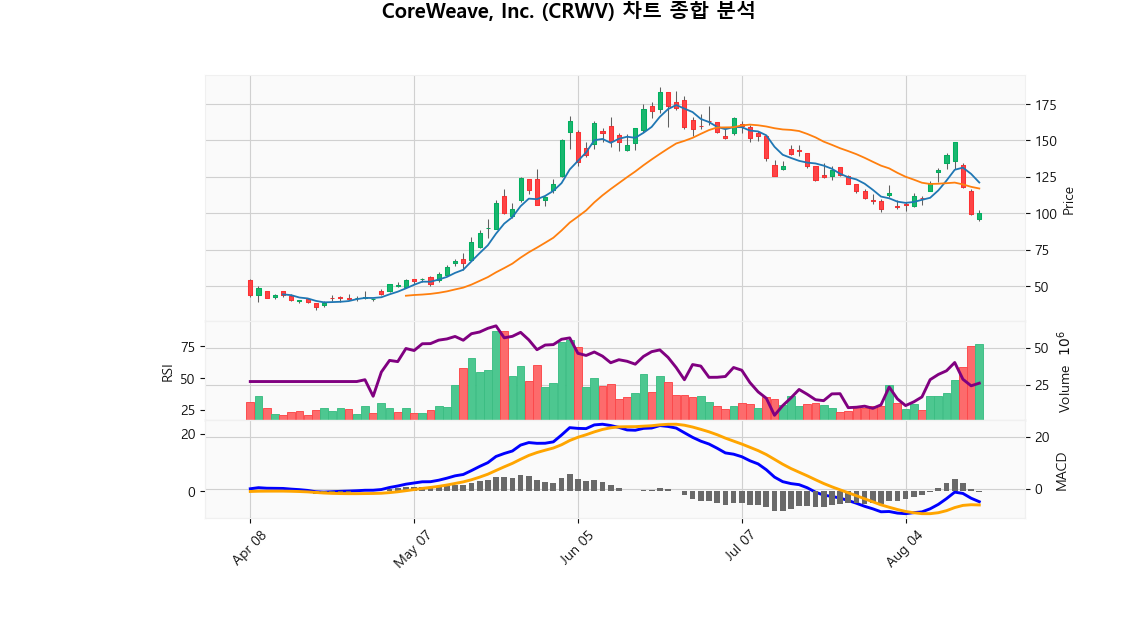 CoreWeave, Inc. (CRWV) 차트 종합 분석
175
150
125
100
75
50
Price
75
50
25
RSI
50
25
Volume 10⁶
20
0
20
0
MACD
Apr 08
May 07
Jun 05
Jul 07
Aug 04